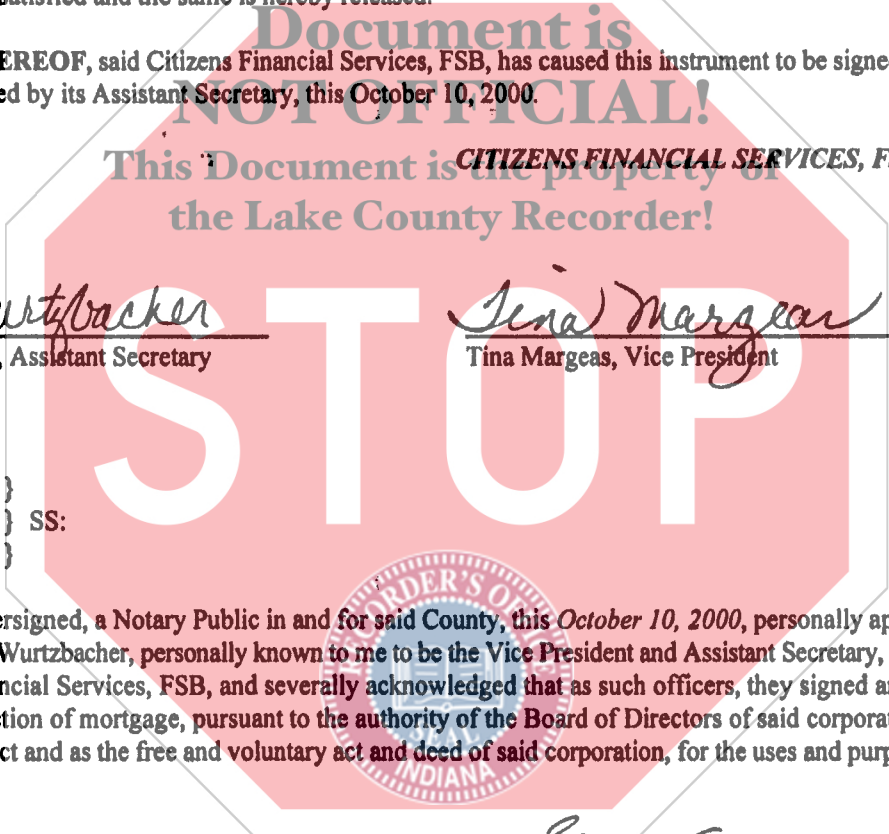 satisfied and the same is hereby released.
Document is
EREOF, said Citizens Financial Services, FSB, has caused this instrument to be signe
ed by its Assistant Secretary, this October 10, 2000.
NOT OFFICIAL!
CITIZENS FINANCIAL SERVICES, F
This Document is the property of
the Lake County Recorder!
urtzbacher
Tina Margeas
, Assistant Secretary
Tina Margeas, Vice President
STOP
}
} SS:
}
ersigned, a Notary Public in and for said County, this October 10, 2000, personally ap
Wurtzbacher, personally known to me to be the Vice President and Assistant Secretary,
ncial Services, FSB, and severally acknowledged that as such officers, they signed a
tion of mortgage, pursuant to the authority of the Board of Directors of said corporat
ct and as the free and voluntary act and deed of said corporation, for the uses and purp
RECORDER'S OFFICE
SEAL
INDIANA